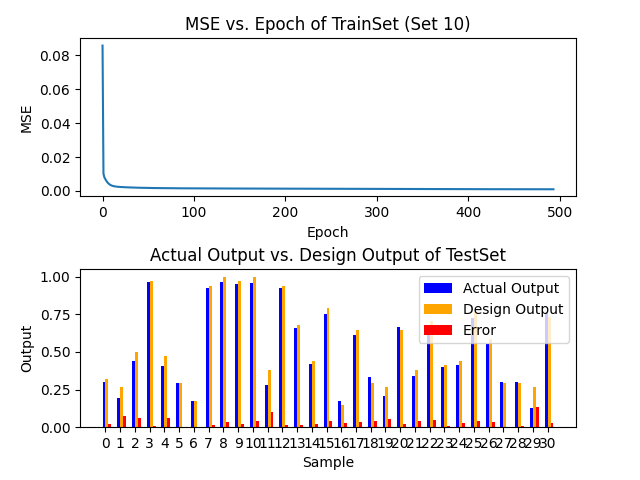 MSE vs. Epoch of TrainSet (Set 10)
0.08
0.06
0.04
0.02
0.00
MSE
0 100 200 300 400 500
Epoch
Actual Output vs. Design Output of TestSet
1.00
0.75
0.50
0.25
0.00
Output
Actual Output
Design Output
Error
0 1 2 3 4 5 6 7 8 9 10 11 12 13 14 15 16 17 18 19 20 21 22 23 24 25 26 27 28 29 30
Sample